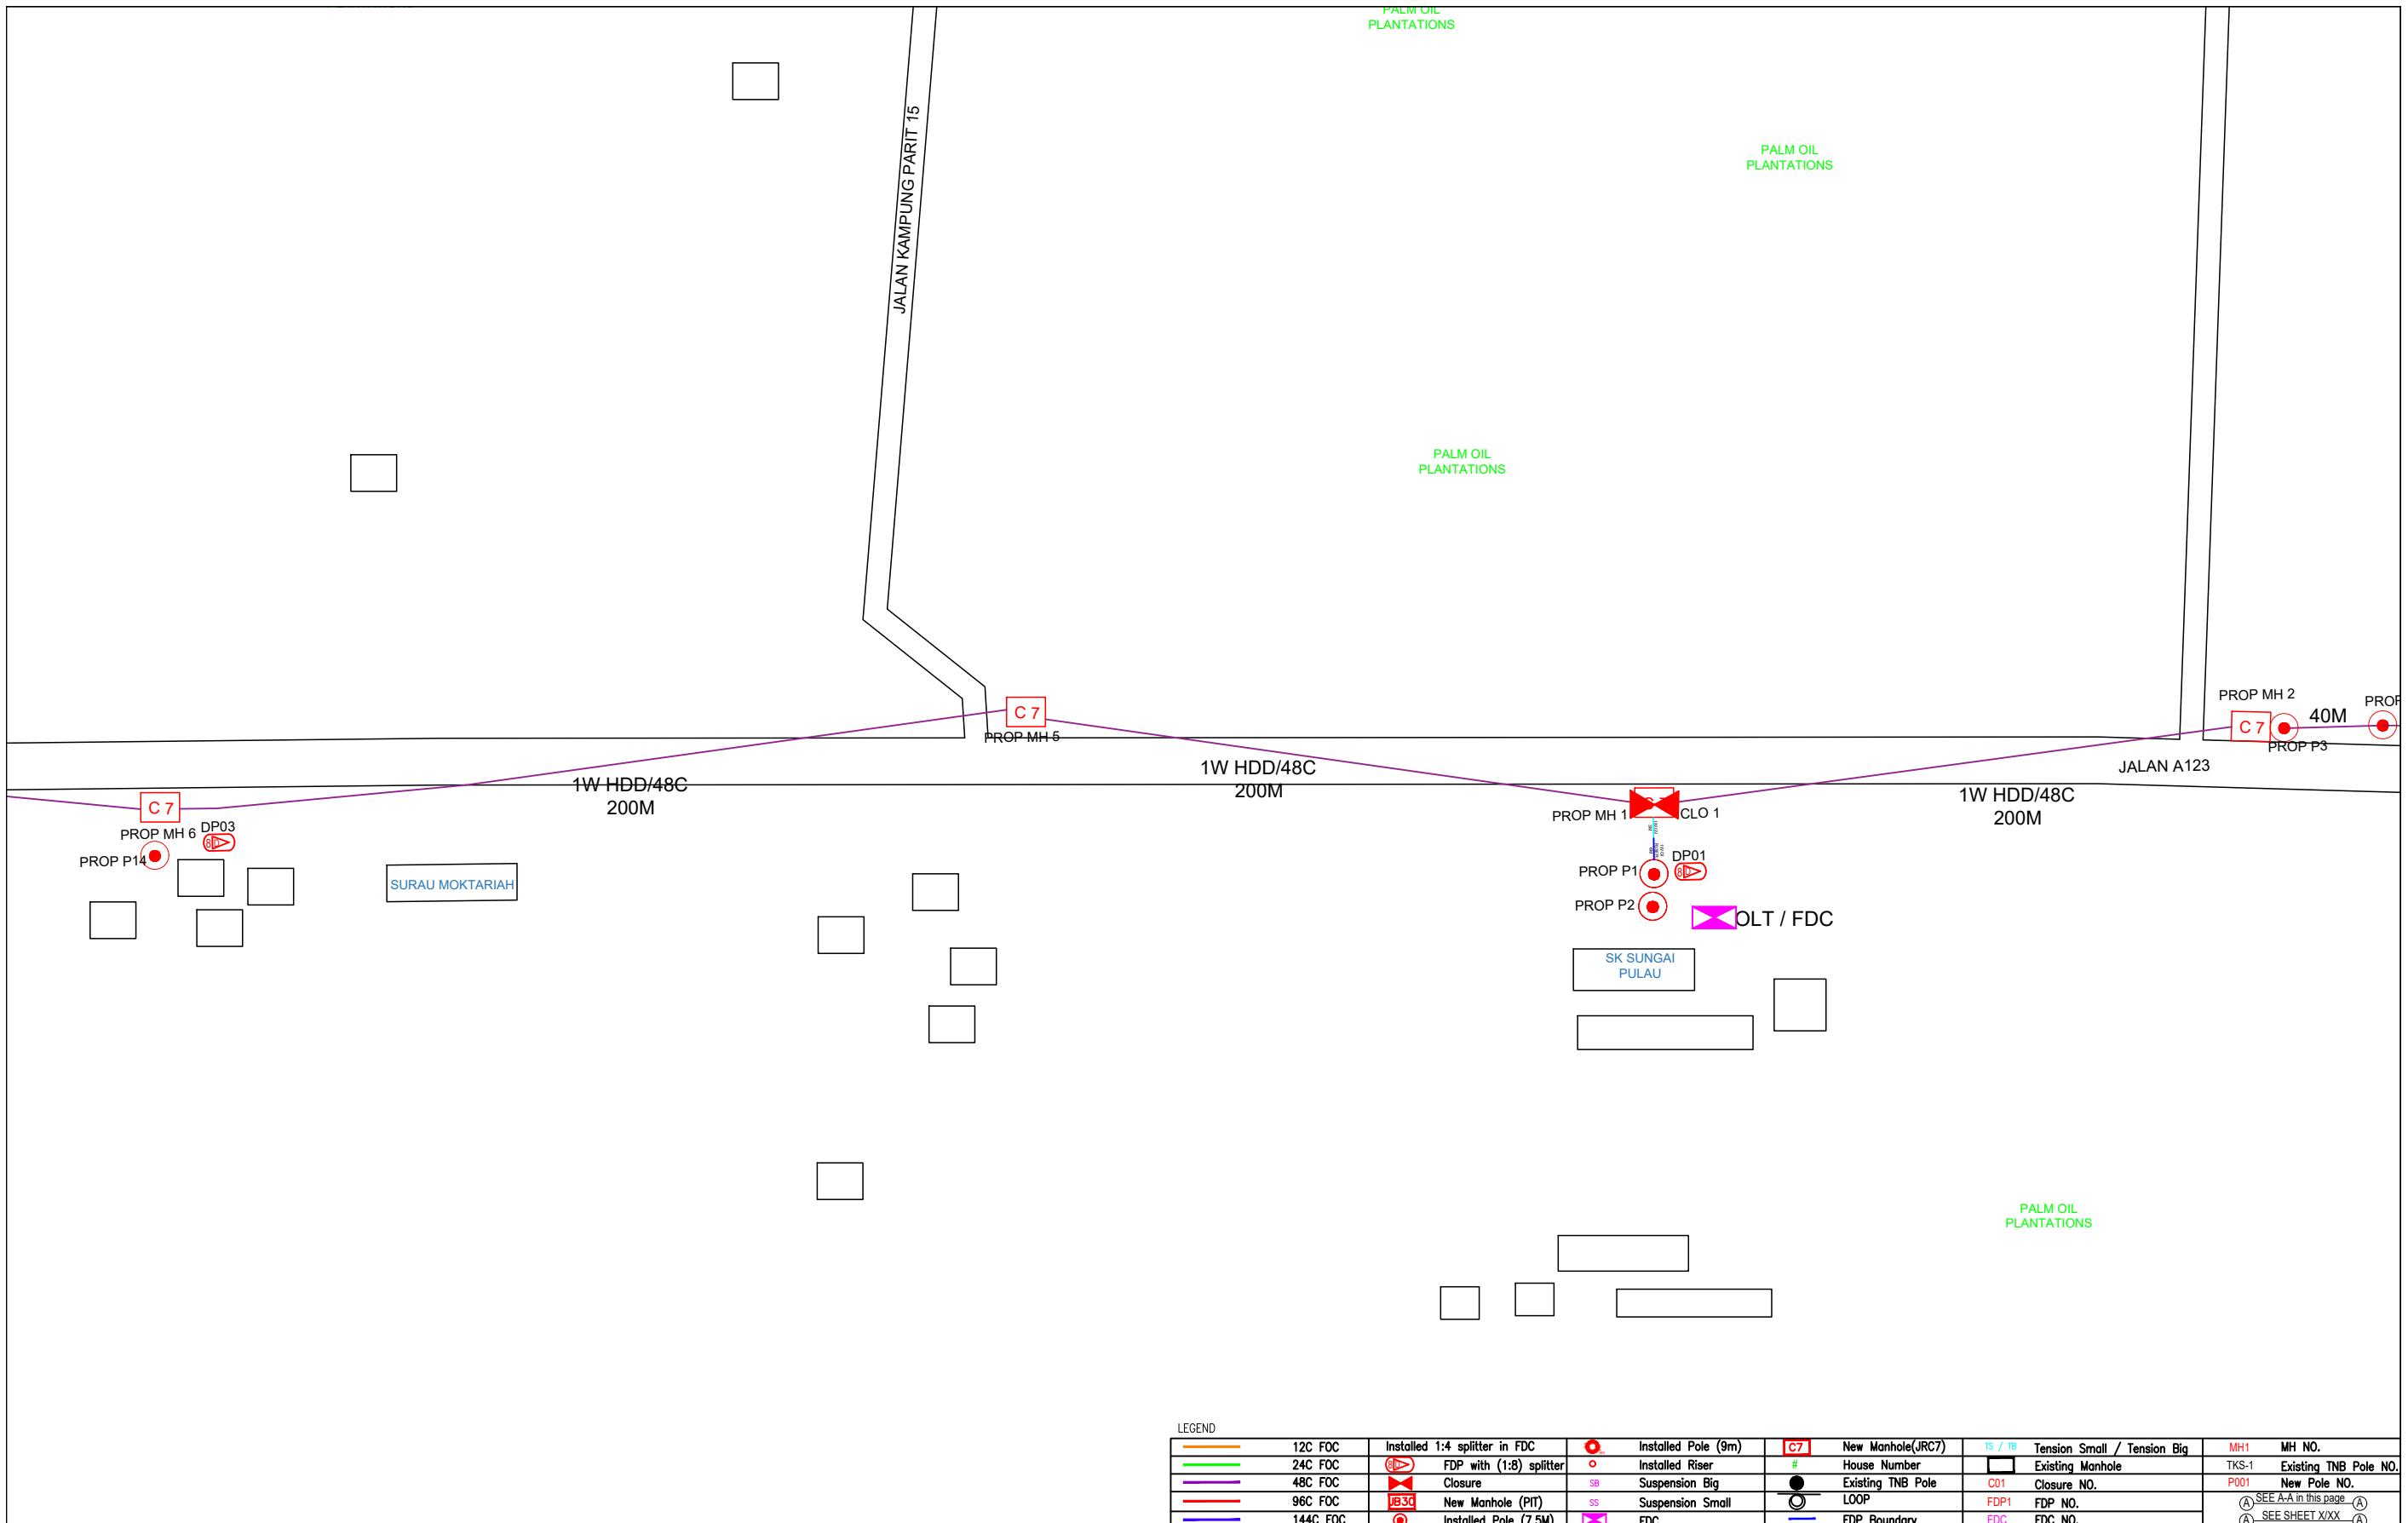 PALM OIL
PLANTATIONS
JALAN KAMPUNG PARIT 15
PALM OIL
PLANTATIONS
PALM OIL
PLANTATIONS
PROP MH 2
C 7
40M
PROP P3
C 7
PROP MH 5
JALAN A123
1W HDD/48C
200M
1W HDD/48C
200M
1W HDD/48C
200M
C 7
PROP MH 6
DP03
8
PROP P14
PROP MH 1
CLO 1
SURAU MOKTARIAH
PROP P1
DP01
8
PROP P2
OLT / FDC
SK SUNGAI
PULAU
PALM OIL
PLANTATIONS
LEGEND
12C FOC
Installed 1:4 splitter in FDC
Installed Pole (9m)
C7
New Manhole(JRC7)
TS / TB
Tension Small / Tension Big
MH1
MH NO.
24C FOC
FDP with (1:8) splitter
Installed Riser
#
House Number
Existing Manhole
TKS-1
Existing TNB Pole NO.
48C FOC
Closure
SB
Suspension Big
Existing TNB Pole
C01
Closure NO.
P001
New Pole NO.
96C FOC
JB30
New Manhole (PIT)
SS
Suspension Small
LOOP
FDP1
FDP NO.
A SEE A-A in this page A
144C FOC
Installed Pole (7.5M)
FDC
FDP Boundary
FDC
FDC NO.
A SEE SHEET X/XX A